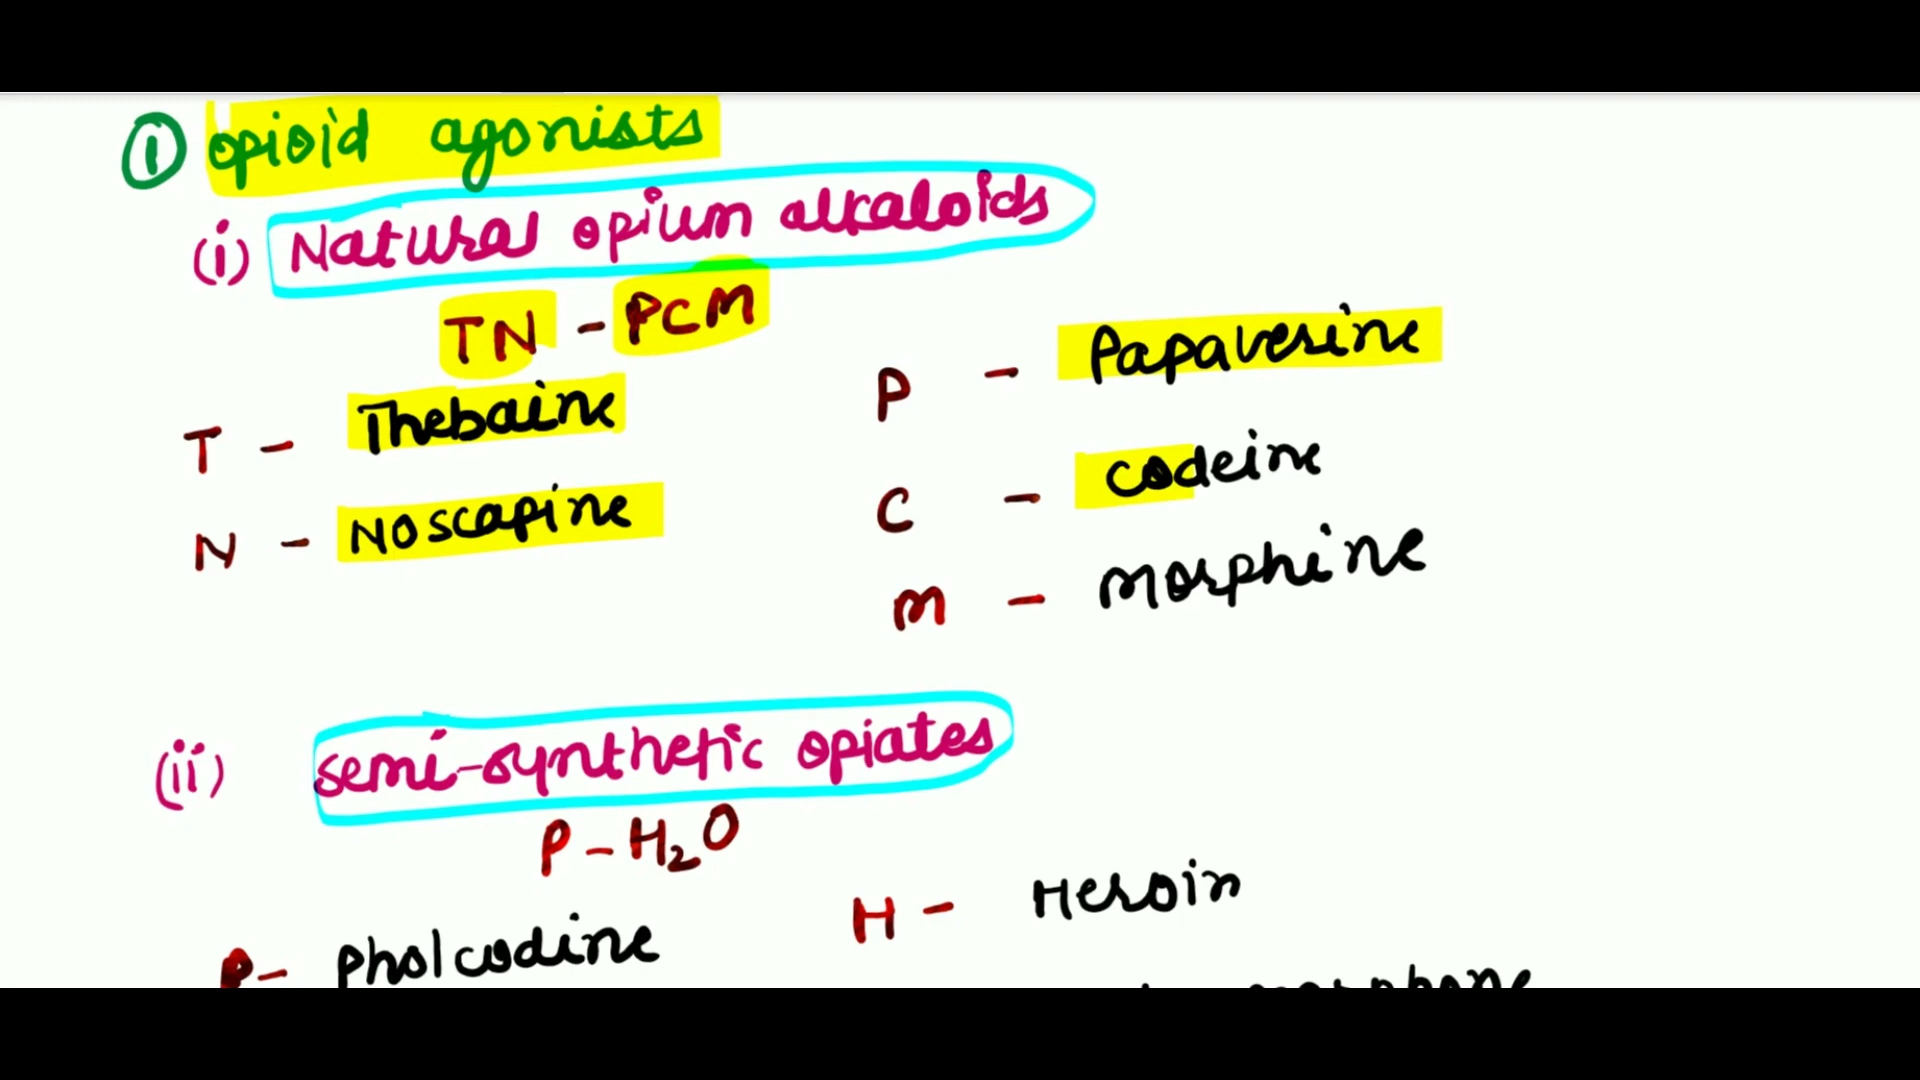 ① opioid agonists
(i) Natural opium alkaloids
TN - PCM
T - Thebaine
N - Noscapine
P - Papaverine
C - codeine
M - Morphine
(ii) semi-synthetic opiates
P - H₂O
P - Pholcodine
H - Heroin